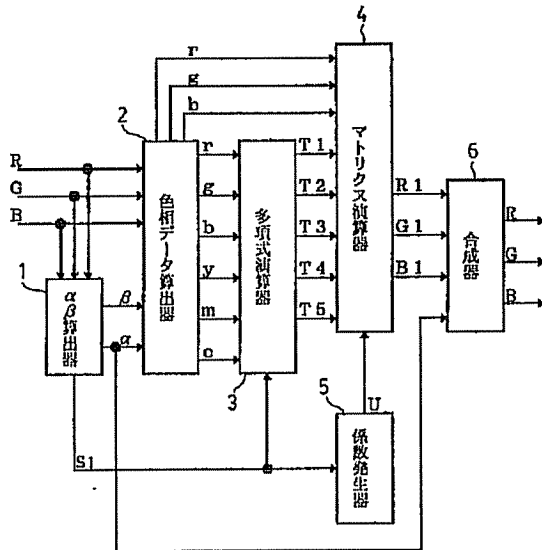 4
r
g
b
2
R
G
B
色相データ算出器
r
g
b
y
m
c
多項式演算器
3
T1
T2
T3
T4
T5
マトリクス演算器
R1
G1
B1
6
合成器
R
G
B
1
αβ算出器
β
α
S1
5
U
係数発生器